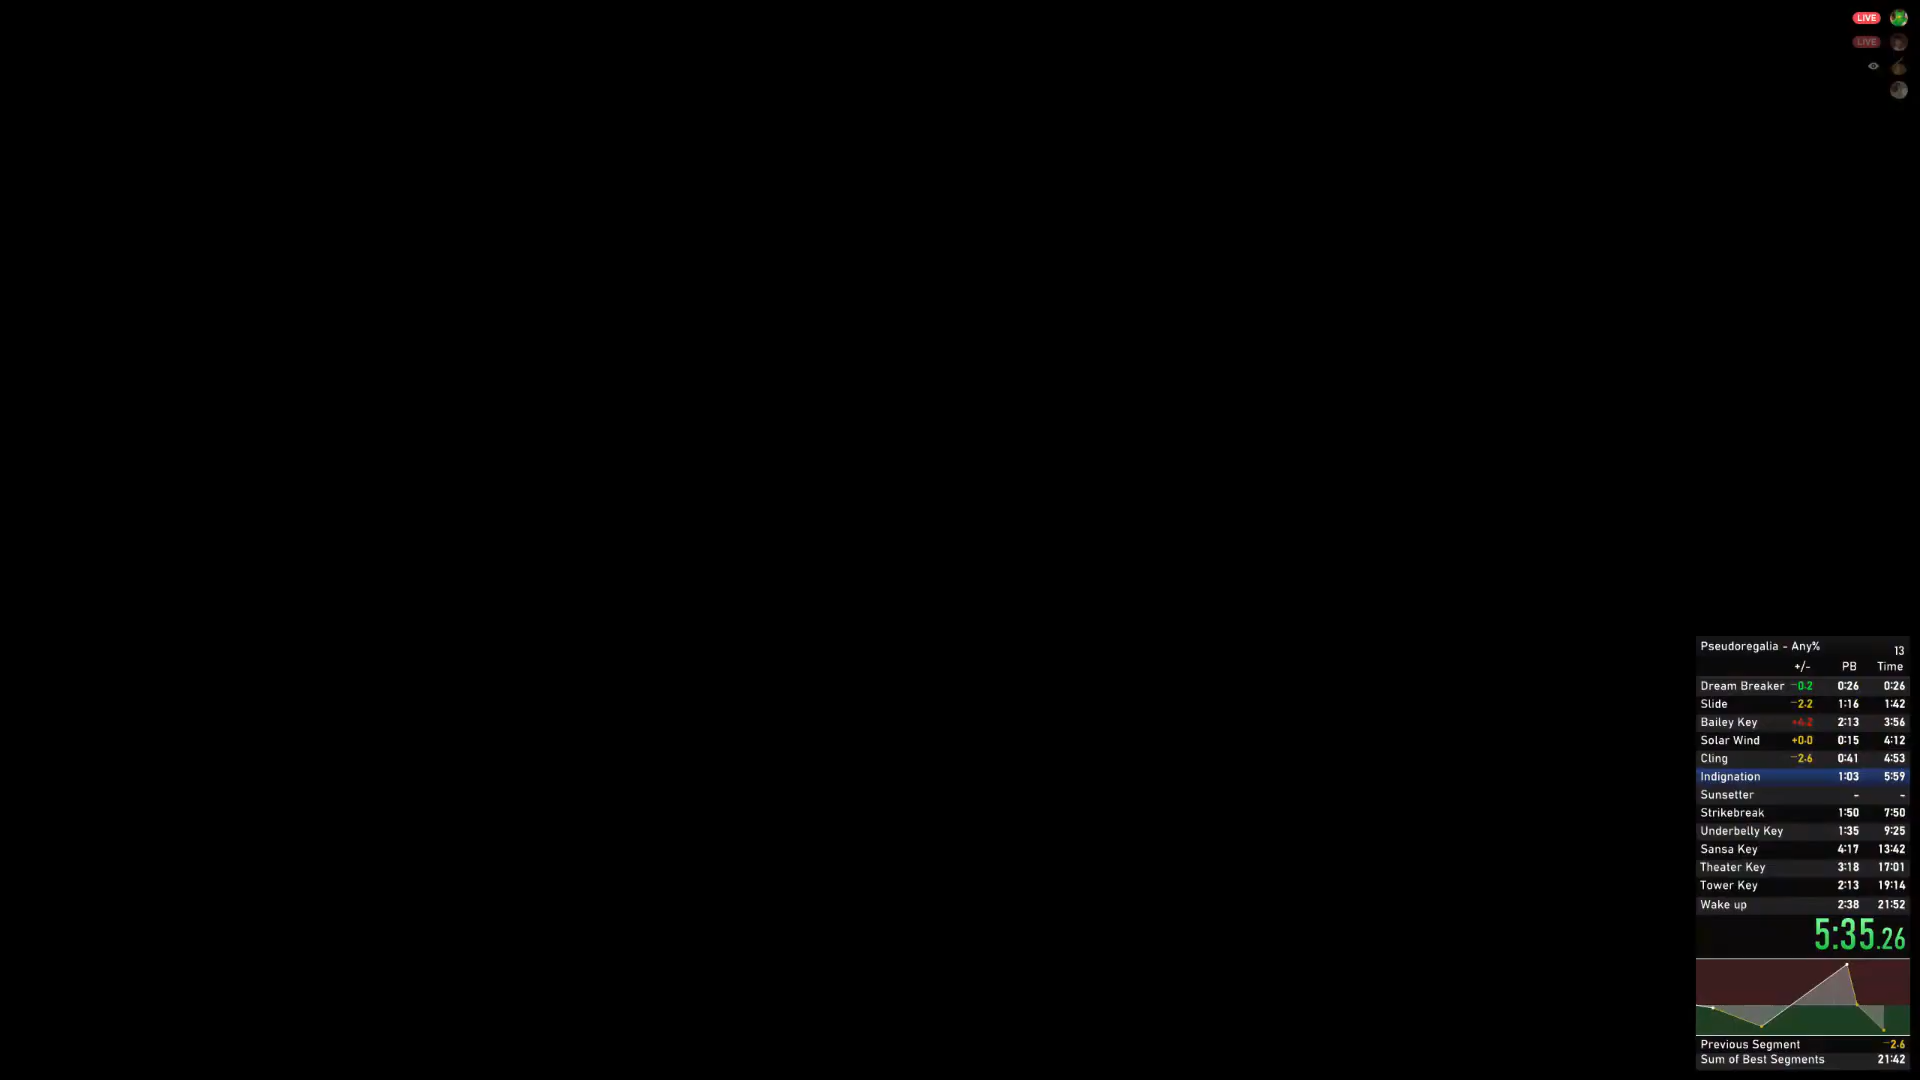 LIVE
LIVE
Pseudoregalia - Any%
13
+/- PB Time
Dream Breaker −0.2 0:26 0:26
Slide −2.2 1:16 1:42
Bailey Key +4.2 2:13 3:56
Solar Wind +0.0 0:15 4:12
Cling −2.6 0:41 4:53
Indignation 1:03 5:59
Sunsetter - -
Strikebreak 1:50 7:50
Underbelly Key 1:35 9:25
Sansa Key 4:17 13:42
Theater Key 3:18 17:01
Tower Key 2:13 19:14
Wake up 2:38 21:52
5:35.26
Previous Segment −2.6
Sum of Best Segments 21:42